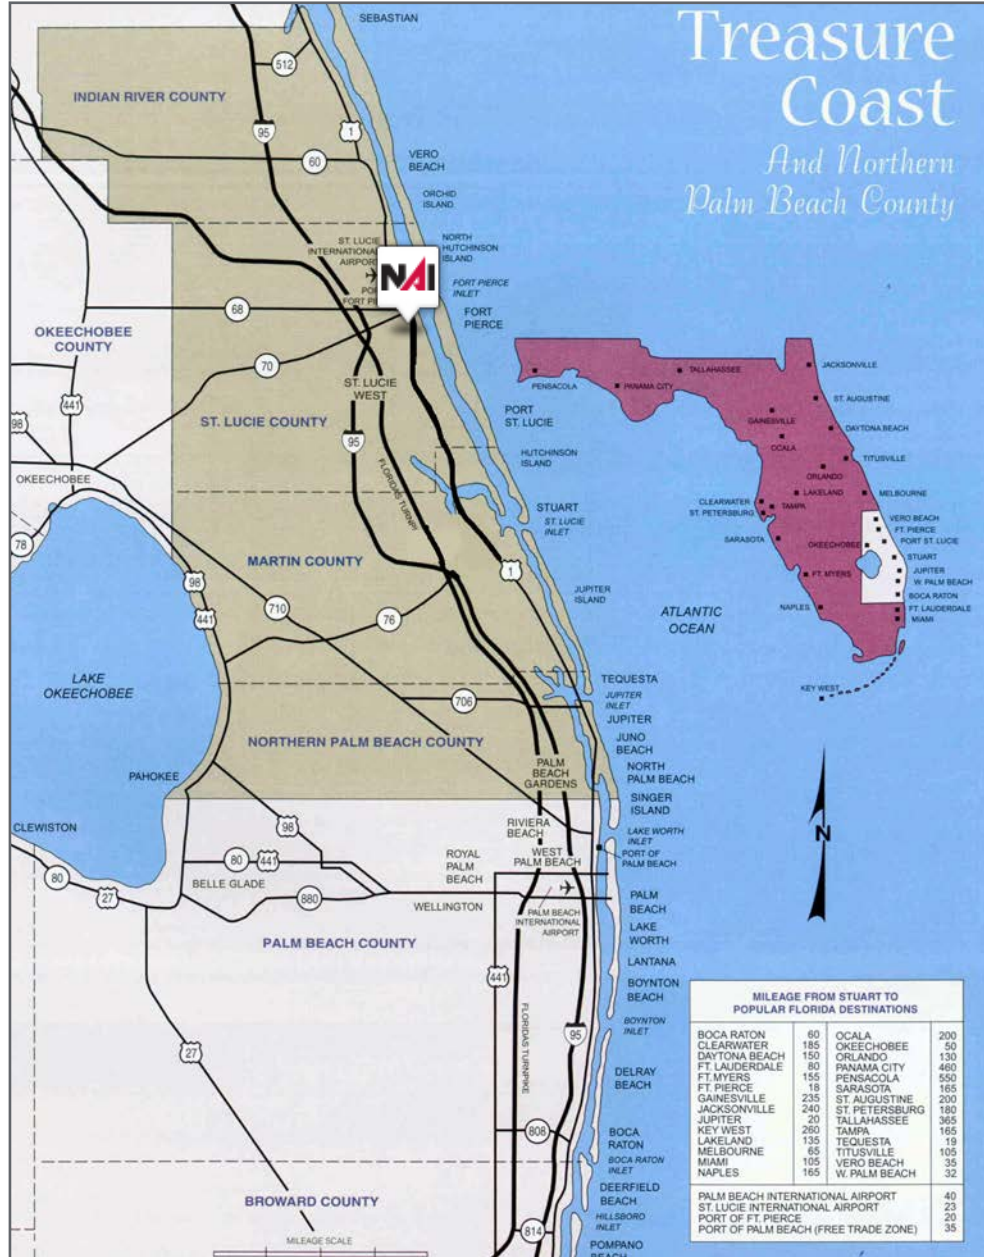 SEBASTIAN
Treasure
Coast
And Northern
Palm Beach County
512
INDIAN RIVER COUNTY
95
1
60
VERO
BEACH
ORCHID
ISLAND
ST. LUCIE
INTERNATIONAL
AIRPORT
NORTH
HUTCHINSON
ISLAND
NAI
FORT PIERCE
INLET
68
FORT
PIERCE
OKEECHOBEE
COUNTY
70
ST. LUCIE
WEST
441
98
ST. LUCIE COUNTY
95
PORT
ST. LUCIE
HUTCHINSON
ISLAND
OKEECHOBEE
FLORIDAS TURNPI
STUART
ST. LUCIE
INLET
78
MARTIN COUNTY
1
98
441
710
76
JUPITER
ISLAND
ATLANTIC
OCEAN
PENSACOLA
PANAMA CITY
TALLAHASSEE
JACKSONVILLE
ST. AUGUSTINE
GAINESVILLE
OCALA
DAYTONA BEACH
TITUSVILLE
ORLANDO
LAKELAND
MELBOURNE
CLEARWATER
ST. PETERSBURG
TAMPA
VERO BEACH
FT. PIERCE
PORT ST. LUCIE
SARASOTA
OKEECHOBEE
STUART
FT. MYERS
JUPITER
W. PALM BEACH
BOCA RATON
NAPLES
FT. LAUDERDALE
MIAMI
KEY WEST
LAKE
OKEECHOBEE
TEQUESTA
JUPITER
INLET
706
JUPITER
NORTHERN PALM BEACH COUNTY
JUNO
BEACH
PALM
BEACH
GARDENS
NORTH
PALM BEACH
PAHOKEE
SINGER
ISLAND
N
CLEWISTON
98
RIVIERA
BEACH
LAKE WORTH
INLET
PORT OF
PALM BEACH
80
441
ROYAL
PALM
BEACH
WEST
PALM BEACH
80
27
BELLE GLADE
880
WELLINGTON
PALM BEACH
INTERNATIONAL
AIRPORT
PALM
BEACH
PALM BEACH COUNTY
LAKE
WORTH
LANTANA
441
BOYNTON
BEACH
FLORIDAS TURNPIKE
95
BOYNTON
INLET
27
DELRAY
BEACH
808
BOCA
RATON
BOCA RATON
INLET
BROWARD COUNTY
DEERFIELD
BEACH
HILLSBORO
INLET
814
MILEAGE SCALE
POMPANO
BEACH
MILEAGE FROM STUART TO
POPULAR FLORIDA DESTINATIONS
BOCA RATON 60 OCALA 200
CLEARWATER 185 OKEECHOBEE 50
DAYTONA BEACH 150 ORLANDO 130
FT. LAUDERDALE 80 PANAMA CITY 460
FT. MYERS 155 PENSACOLA 550
FT. PIERCE 18 SARASOTA 165
GAINESVILLE 235 ST. AUGUSTINE 200
JACKSONVILLE 240 ST. PETERSBURG 180
JUPITER 20 TALLAHASSEE 365
KEY WEST 260 TAMPA 165
LAKELAND 135 TEQUESTA 19
MELBOURNE 65 TITUSVILLE 105
MIAMI 105 VERO BEACH 35
NAPLES 165 W. PALM BEACH 32
PALM BEACH INTERNATIONAL AIRPORT 40
ST. LUCIE INTERNATIONAL AIRPORT 23
PORT OF FT. PIERCE 20
PORT OF PALM BEACH (FREE TRADE ZONE) 35